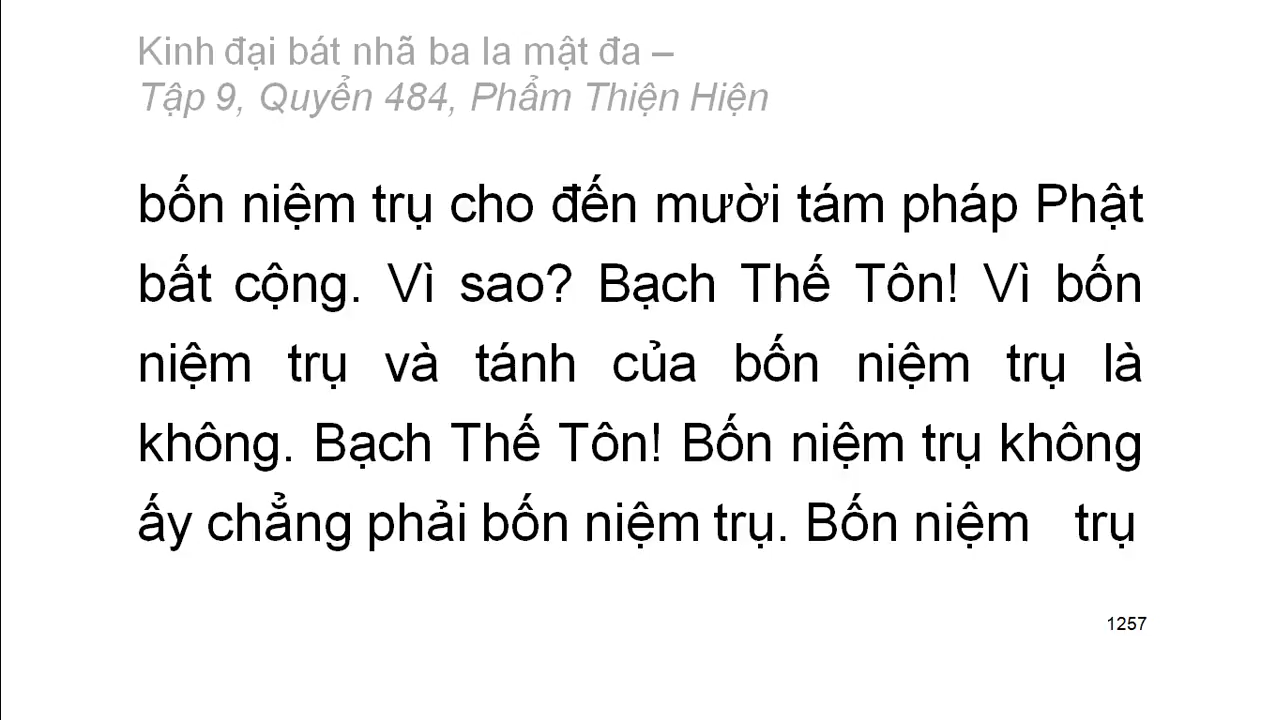 Kinh đại bát nhã ba la mật đa –
Tập 9, Quyển 484, Phẩm Thiện Hiện
bốn niệm trụ cho đến mười tám pháp Phật
bất cộng. Vì sao? Bạch Thế Tôn! Vì bốn
niệm trụ và tánh của bốn niệm trụ là
không. Bạch Thế Tôn! Bốn niệm trụ không
ấy chẳng phải bốn niệm trụ. Bốn niệm trụ
1257